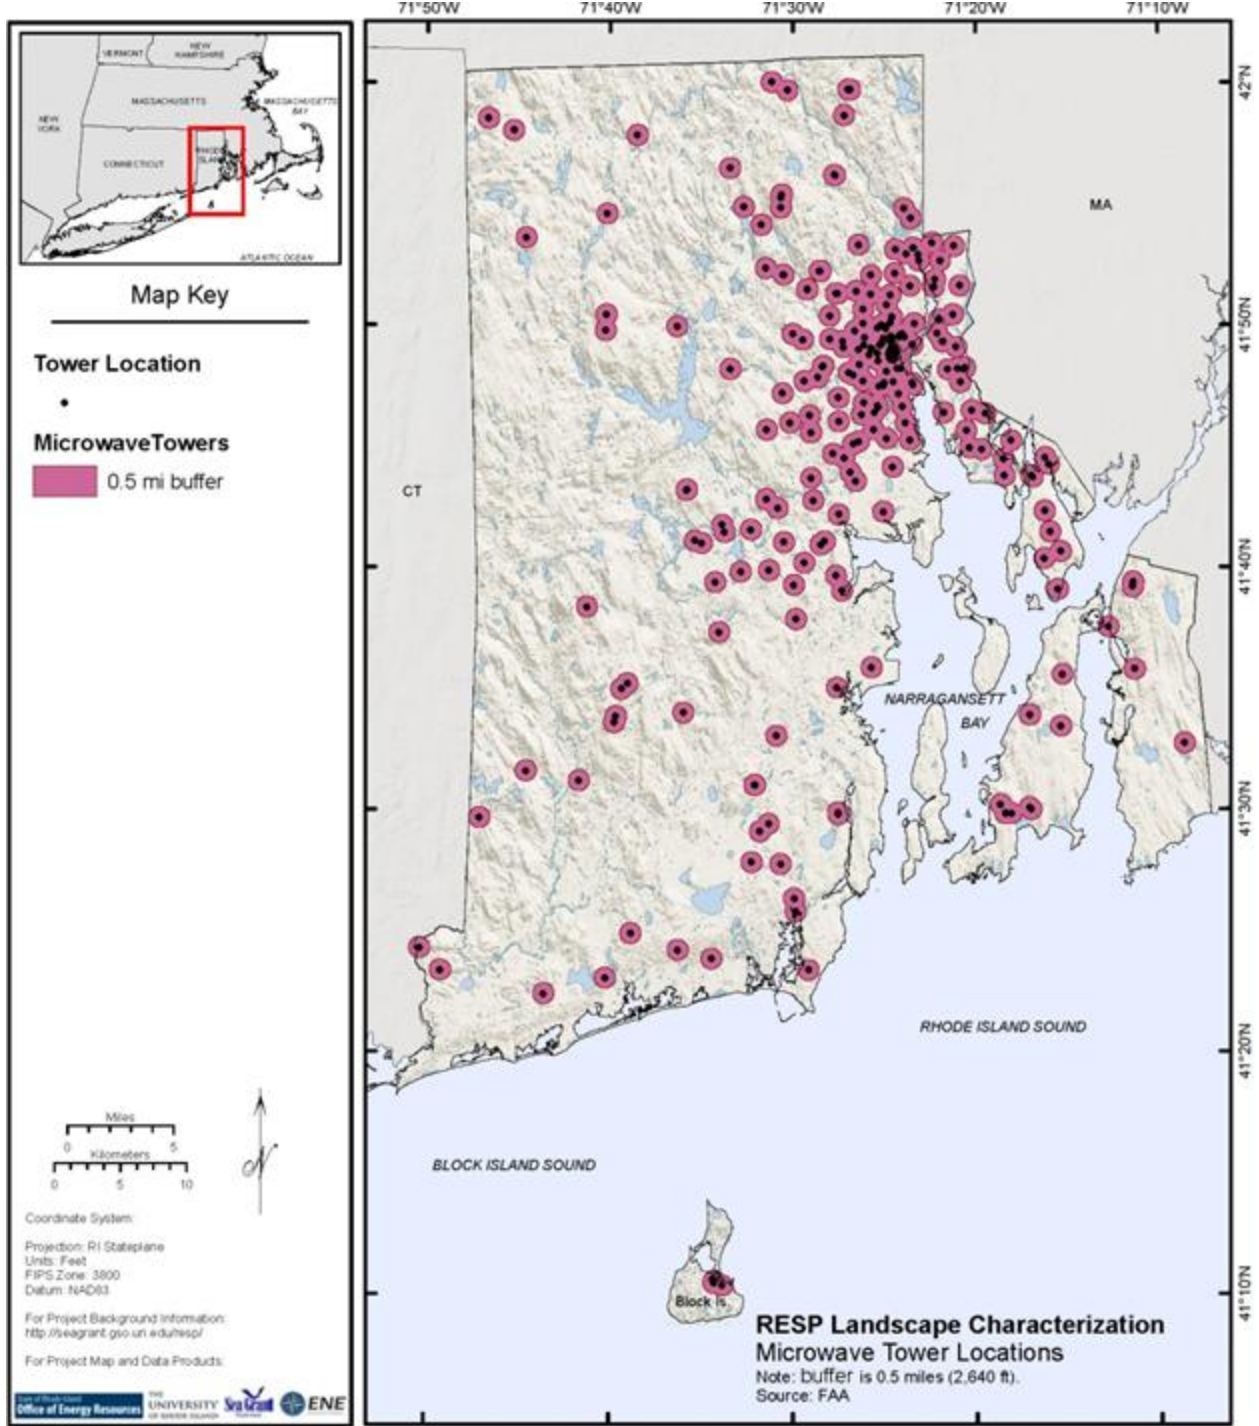 71°50'W 71°40'W 71°30'W 71°20'W 71°10'W
VERMONT
NEW
HAMPSHIRE
MASSACHUSETTS
MASSACHUSETTS
BAY
NEW
YORK
CONNECTICUT
RHODE
ISLAND
ATLANTIC OCEAN
Map Key
Tower Location
MicrowaveTowers
0.5 mi buffer
Miles
0 5
Kilometers
0 5 10
N
Coordinate System:
Projection: RI Stateplane
Units: Feet
FIPS Zone: 3800
Datum: NAD83
For Project Background Information:
http://seagrant.gso.uri.edu/resp/
For Project Map and Data Products:
State of Rhode Island
Office of Energy Resources
THE
UNIVERSITY
OF RHODE ISLAND
Sea Grant
ENE
MA
CT
NARRAGANSETT
BAY
RHODE ISLAND SOUND
BLOCK ISLAND SOUND
Block Is.
42°N
41°50'N
41°40'N
41°30'N
41°20'N
41°10'N
RESP Landscape Characterization
Microwave Tower Locations
Note: buffer is 0.5 miles (2,640 ft).
Source: FAA